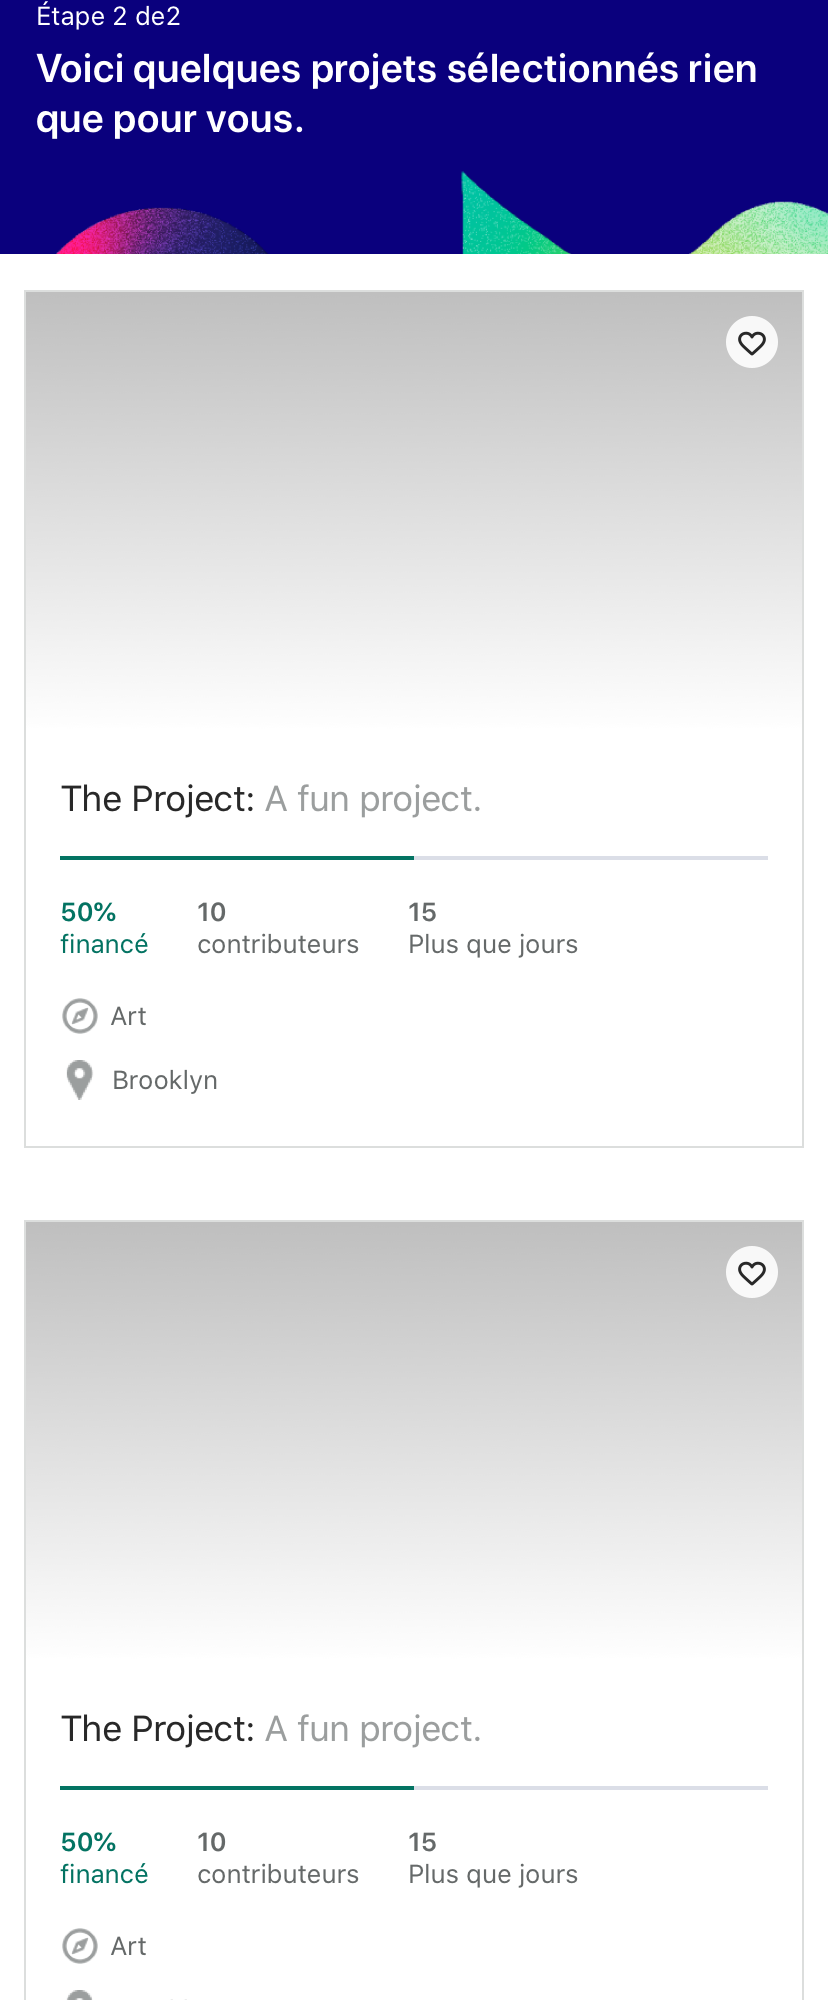 Étape 2 de2
Voici quelques projets sélectionnés rien
que pour vous.
The Project: A fun project.
50%
financé
10
contributeurs
15
Plus que jours
Art
Brooklyn
The Project: A fun project.
50%
financé
10
contributeurs
15
Plus que jours
Art